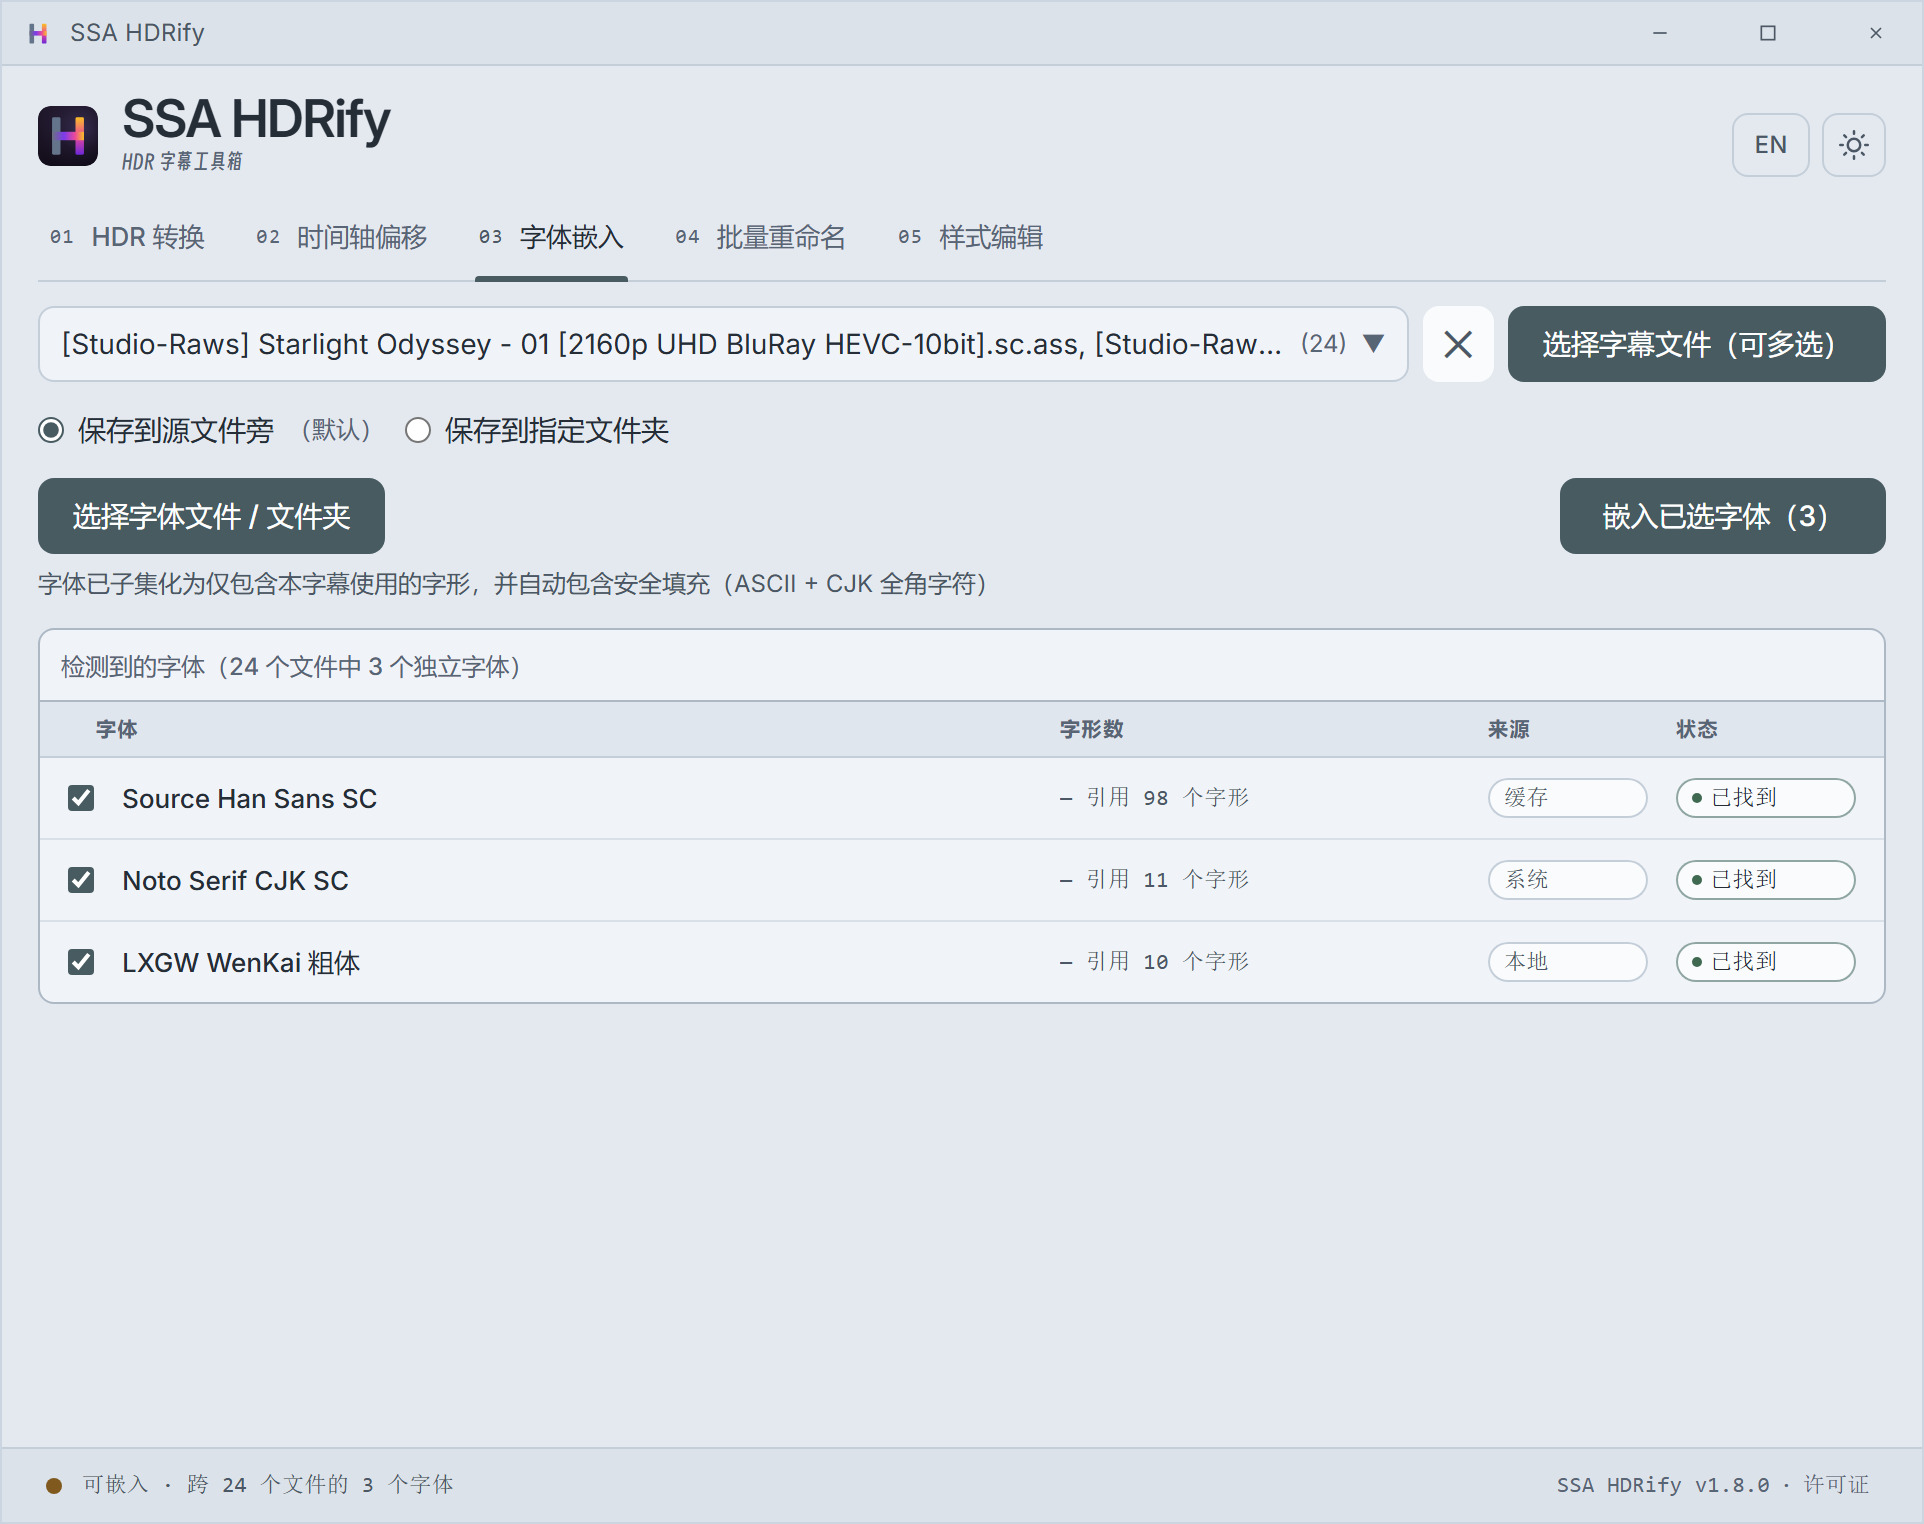 SSA HDRify
SSA HDRify
HDR 字幕工具箱
EN
01 HDR 转换 02 时间轴偏移 03 字体嵌入 04 批量重命名 05 样式编辑
[Studio-Raws] Starlight Odyssey - 01 [2160p UHD BluRay HEVC-10bit].sc.ass, [Studio-Raw... (24) ▼
选择字幕文件（可多选）
保存到源文件旁 （默认） 保存到指定文件夹
选择字体文件 / 文件夹
嵌入已选字体（3）
字体已子集化为仅包含本字幕使用的字形，并自动包含安全填充（ASCII + CJK 全角字符）
检测到的字体（24 个文件中 3 个独立字体）
字体 字形数 来源 状态
Source Han Sans SC — 引用 98 个字形 缓存 已找到
Noto Serif CJK SC — 引用 11 个字形 系统 已找到
LXGW WenKai 粗体 — 引用 10 个字形 本地 已找到
可嵌入 · 跨 24 个文件的 3 个字体
SSA HDRify v1.8.0 · 许可证